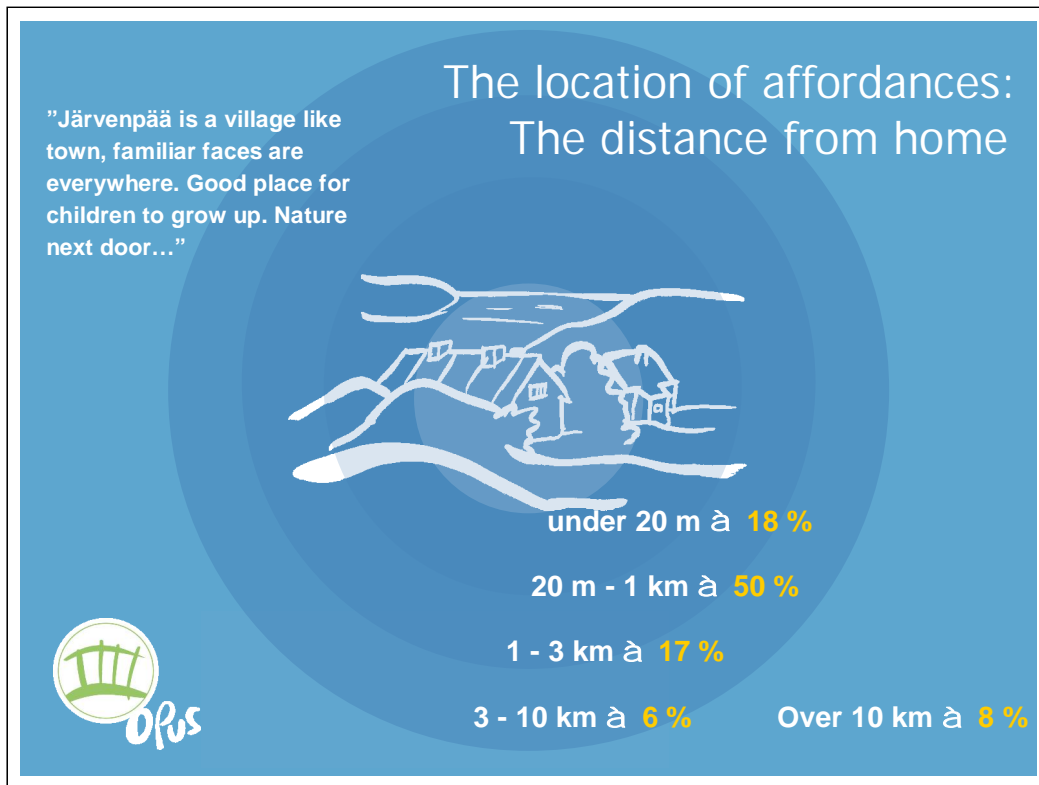 The location of affordances:
The distance from home
”Järvenpää is a village like
town, familiar faces are
everywhere. Good place for
children to grow up. Nature
next door…”
under 20 m à 18 %
20 m - 1 km à 50 %
1 - 3 km à 17 %
3 - 10 km à 6 %
Over 10 km à 8 %
OPUS